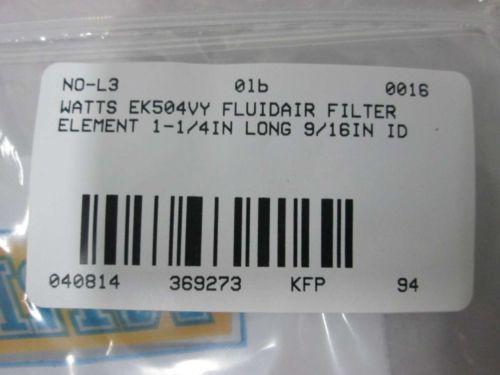 NO-L3 01b 0016
WATTS EK504VY FLUIDAIR FILTER
ELEMENT 1-1/4IN LONG 9/16IN ID
040814 369273 KFP 94